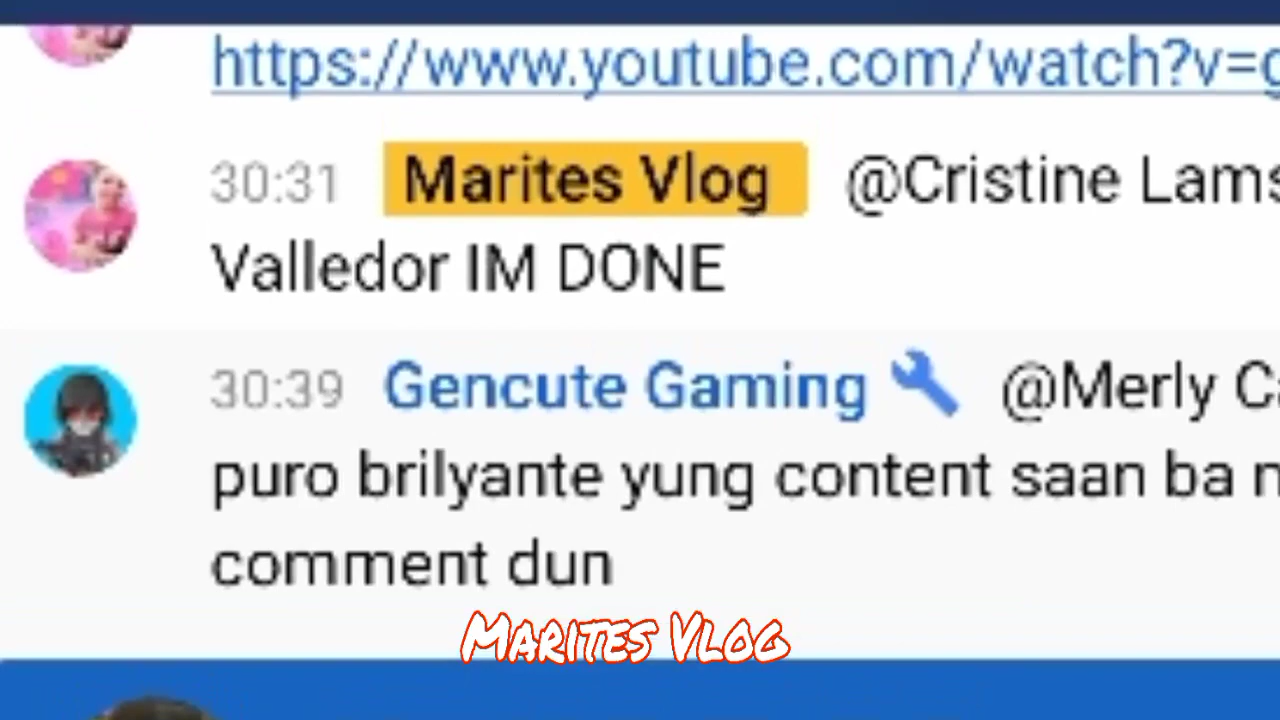 https://www.youtube.com/watch?v=g
30:31 Marites Vlog @Cristine Lams
Valledor IM DONE
30:39 Gencute Gaming @Merly Ca
puro brilyante yung content saan ba
comment dun
Marites Vlog